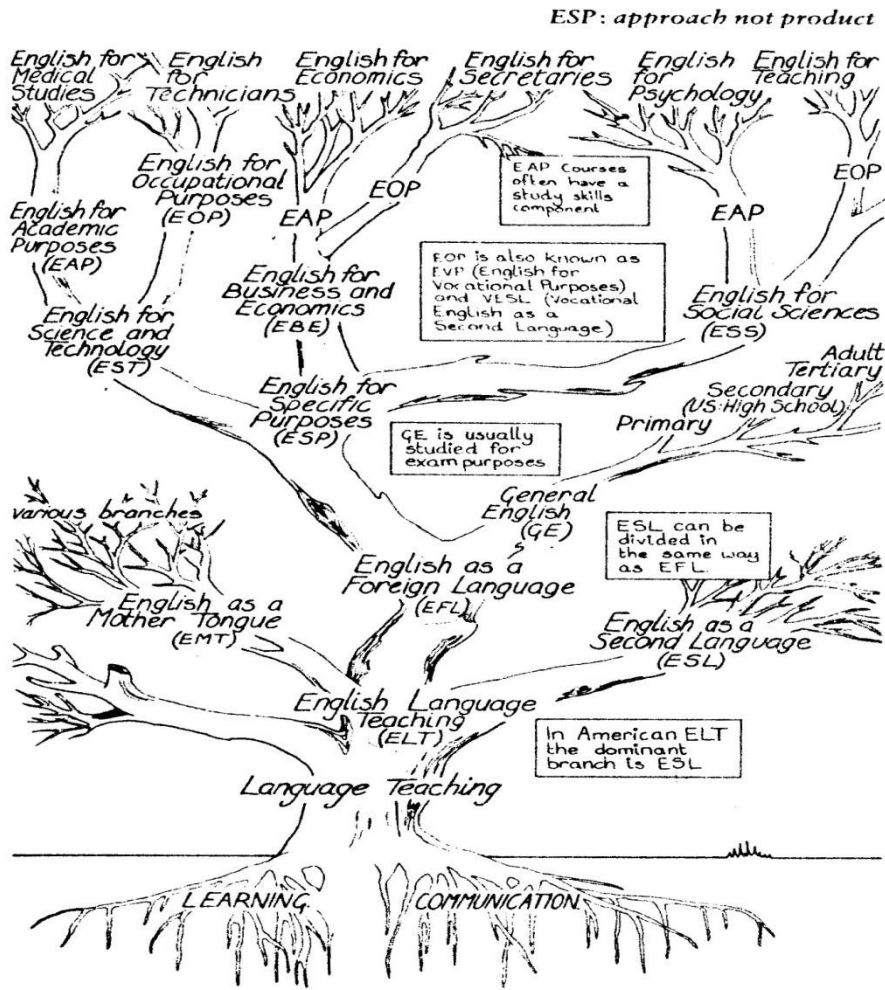 ESP: approach not product
English for
Medical
Studies
English
for
Technicians
English for
Economics
English for
Secretaries
English
for
Psychology
English for
Teaching
English for
Occupational
Purposes
(EOP)
English for
Academic
Purposes
(EAP)
EAP
EOP
EAP Courses
often have a
study skills
component
EAP
EOP
English for
Science and
Technology
(EST)
English for
Business and
Economics
(EBE)
EOP is also known as
EVP (English for
Vocational Purposes)
and VESL (Vocational
English as a
Second Language)
English for
Social Sciences
(ESS)
English for
Specific
Purposes
(ESP)
Adult
Tertiary
Secondary
(US: High School)
Primary
GE is usually
studied for
exam purposes
General
English
(GE)
various branches
English as a
Mother Tongue
(EMT)
English as a
Foreign Language
(EFL)
ESL can be
divided in
the same way
as EFL.
English as a
Second Language
(ESL)
English Language
Teaching
(ELT)
In American ELT
the dominant
branch is ESL
Language Teaching
LEARNING
COMMUNICATION